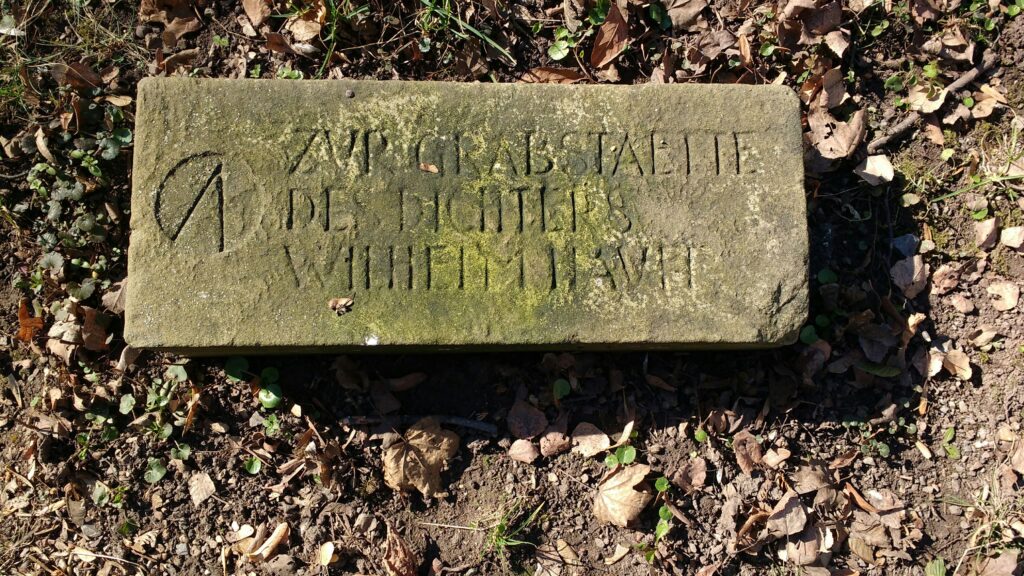 ZVR GRABSTAETTE
DES DICHTERS
WILHELM HAVFF